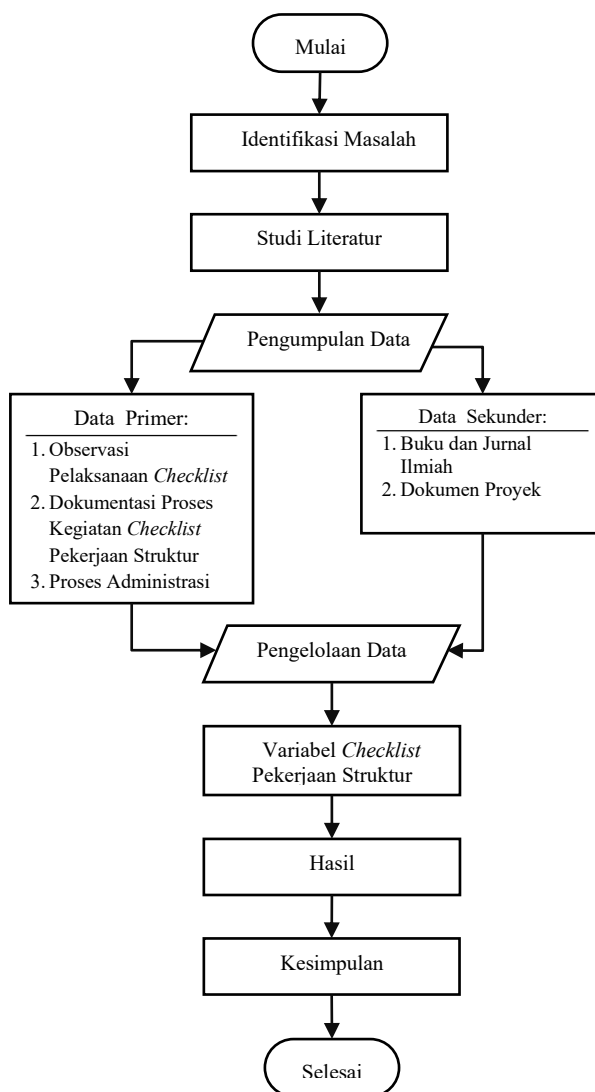 Mulai
Identifikasi Masalah
Studi Literatur
Pengumpulan Data
Data Primer:
1. Observasi
Pelaksanaan Checklist
2. Dokumentasi Proses
Kegiatan Checklist
Pekerjaan Struktur
3. Proses Administrasi
Data Sekunder:
1. Buku dan Jurnal
Ilmiah
2. Dokumen Proyek
Pengelolaan Data
Variabel Checklist
Pekerjaan Struktur
Hasil
Kesimpulan
Selesai